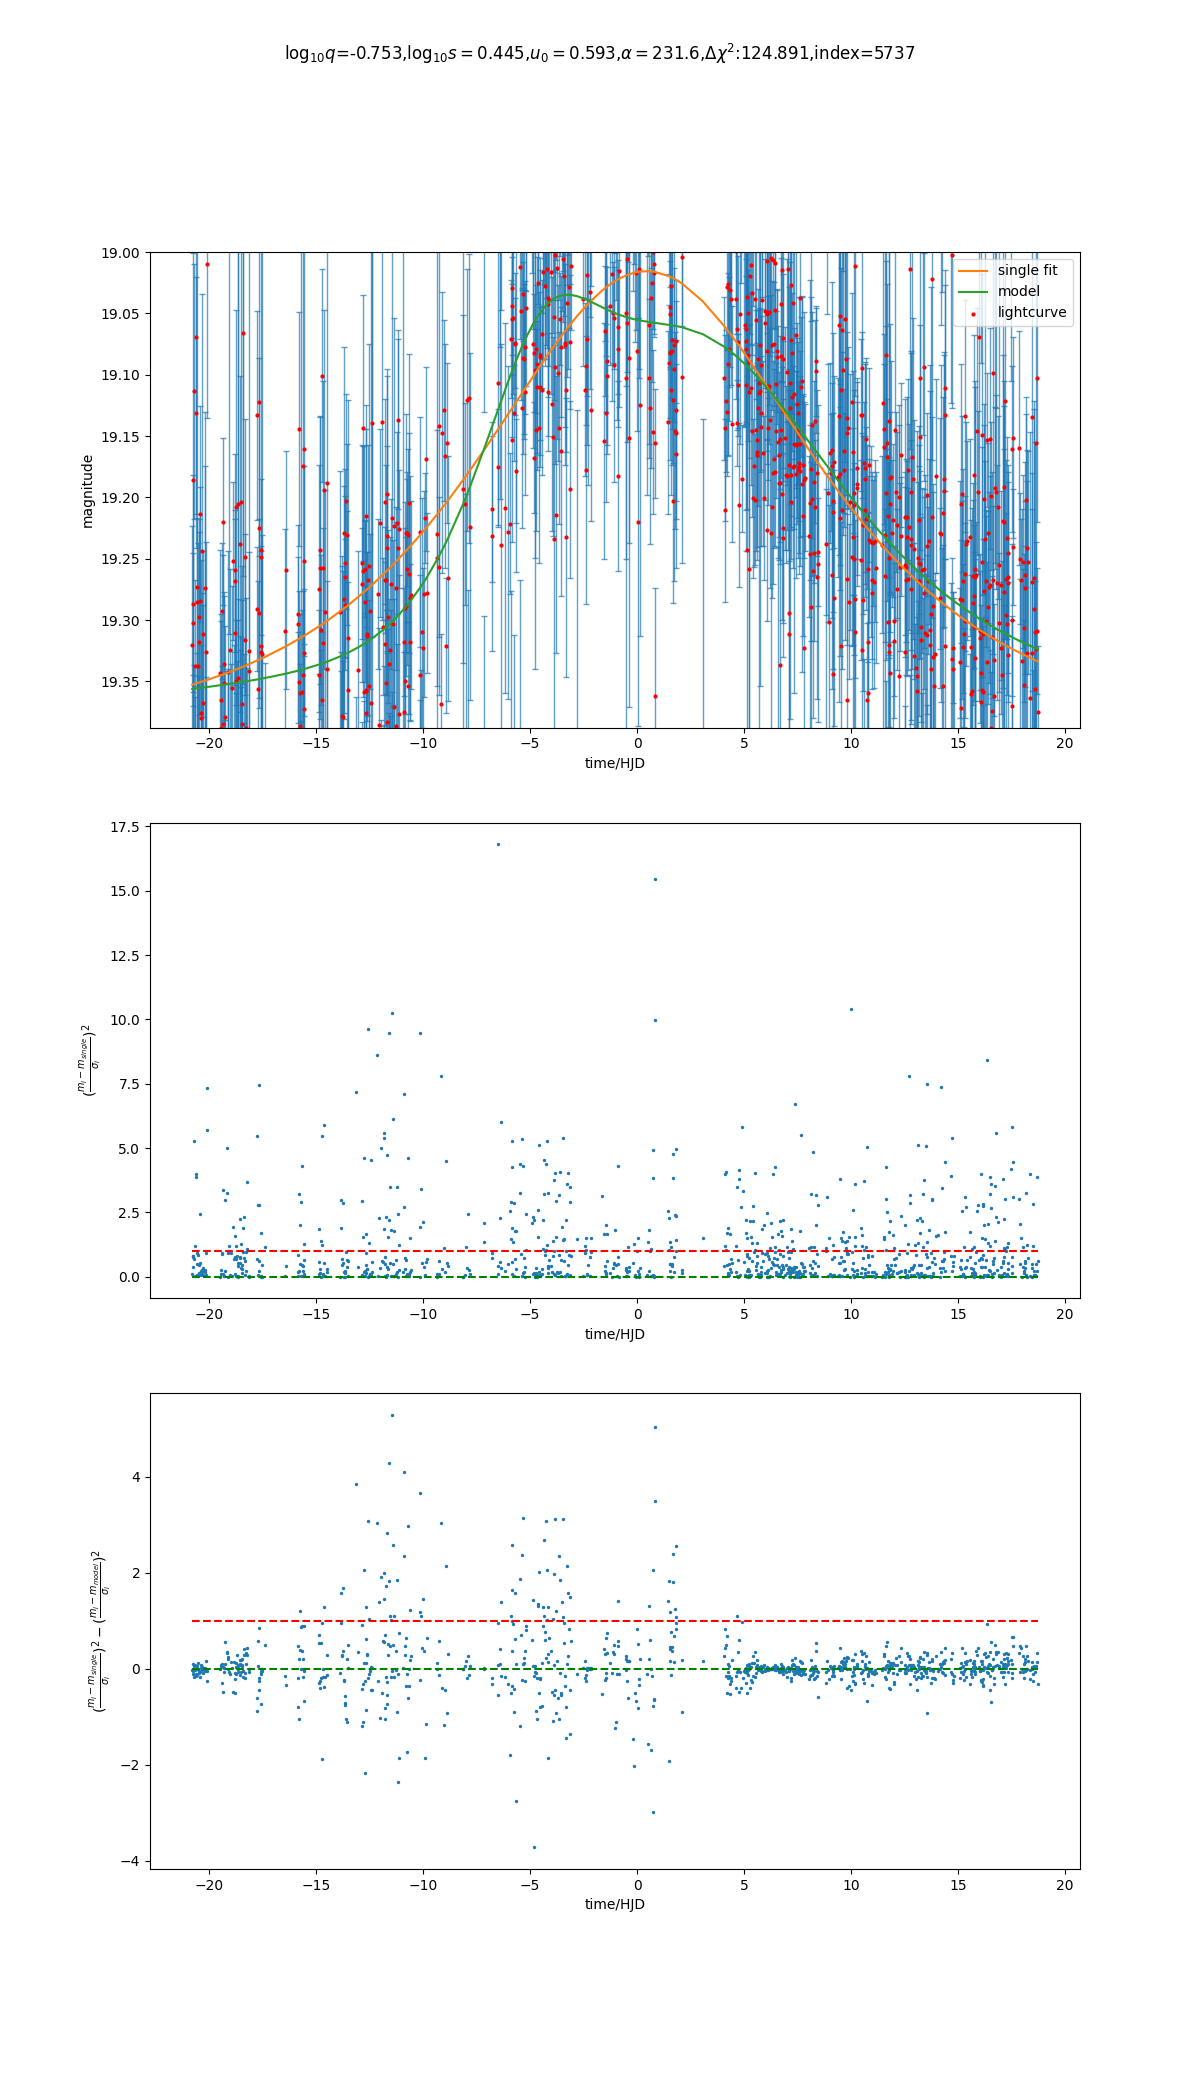 log₁₀q=-0.753,log₁₀s = 0.445,u₀ = 0.593,α = 231.6,Δχ²:124.891,index=5737
19.00
19.05
19.10
19.15
19.20
19.25
19.30
19.35
magnitude
single fit
model
lightcurve
−20 −15 −10 −5 0 5 10 15 20
time/HJD
17.5
15.0
12.5
10.0
7.5
5.0
2.5
0.0
(mᵢ − m_single / σᵢ)²
−20 −15 −10 −5 0 5 10 15 20
time/HJD
4
2
0
−2
−4
(mᵢ − m_single / σᵢ)² − (mᵢ − m_model / σᵢ)²
−20 −15 −10 −5 0 5 10 15 20
time/HJD